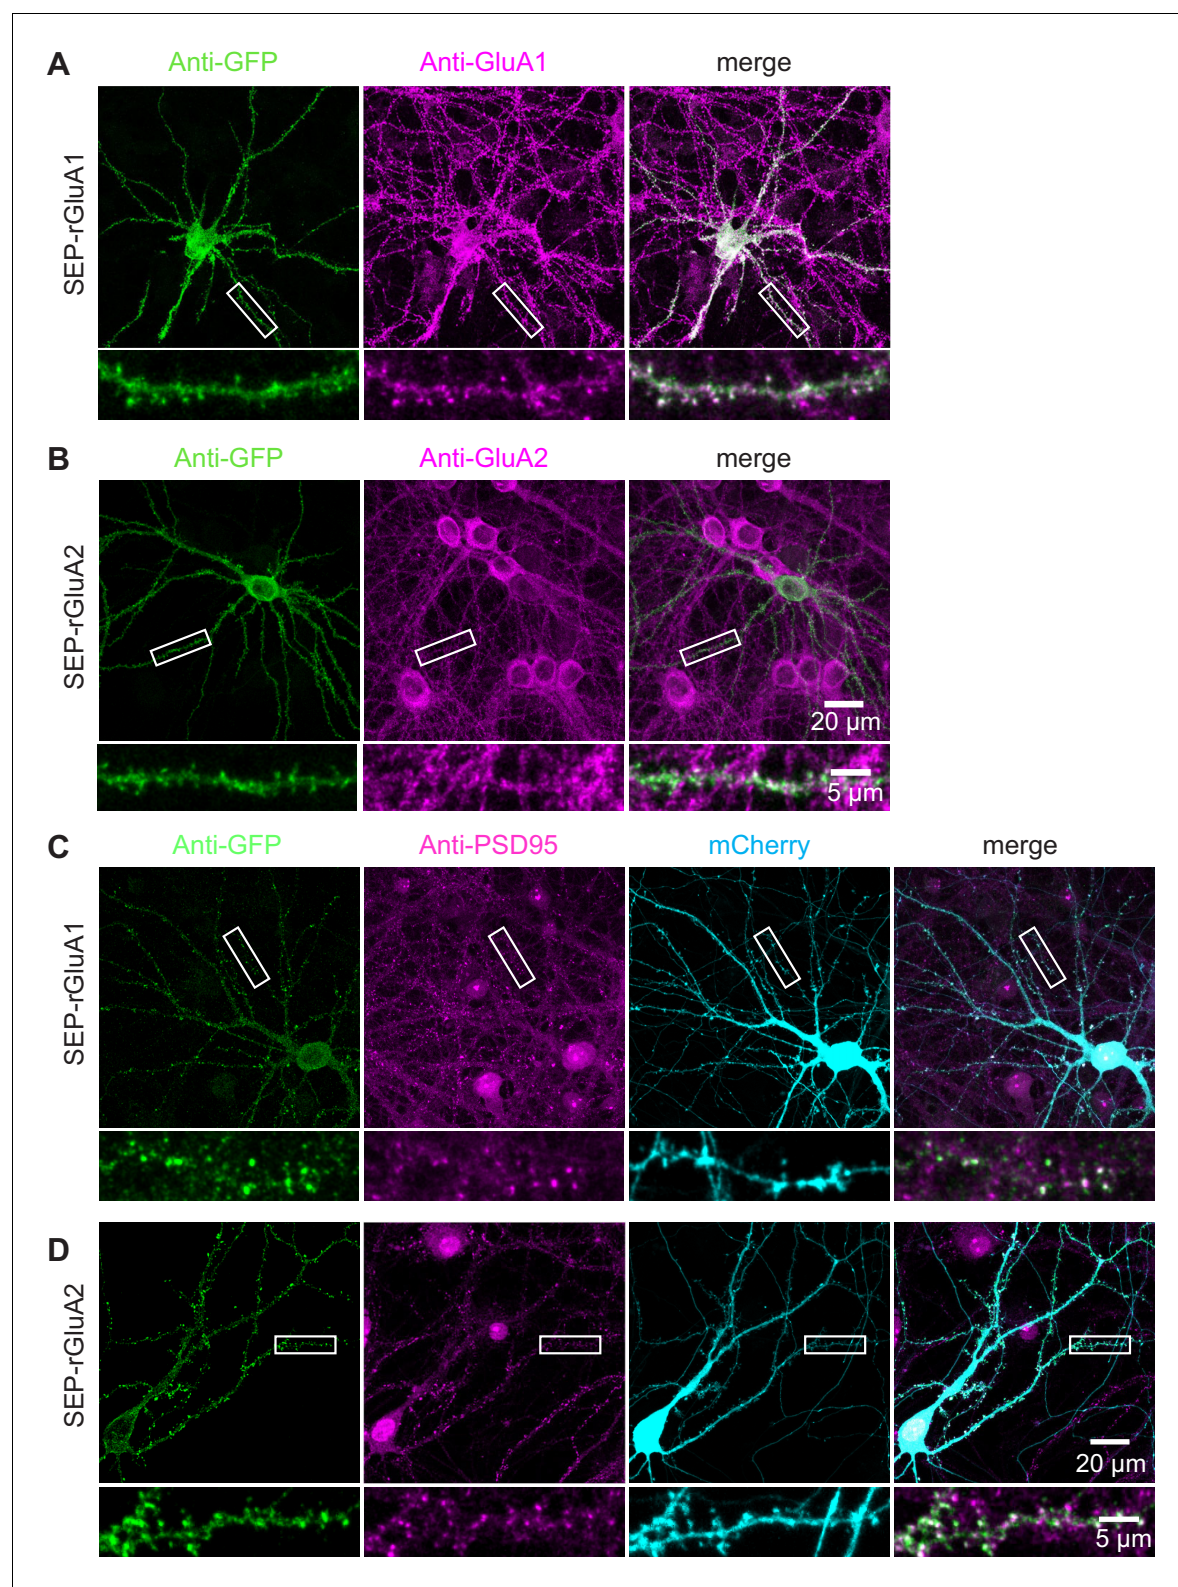 A
Anti-GFP Anti-GluA1 merge
SEP-rGluA1
B
Anti-GFP Anti-GluA2 merge
SEP-rGluA2
20 µm
5 µm
C
Anti-GFP Anti-PSD95 mCherry merge
SEP-rGluA1
D
SEP-rGluA2
20 µm
5 µm